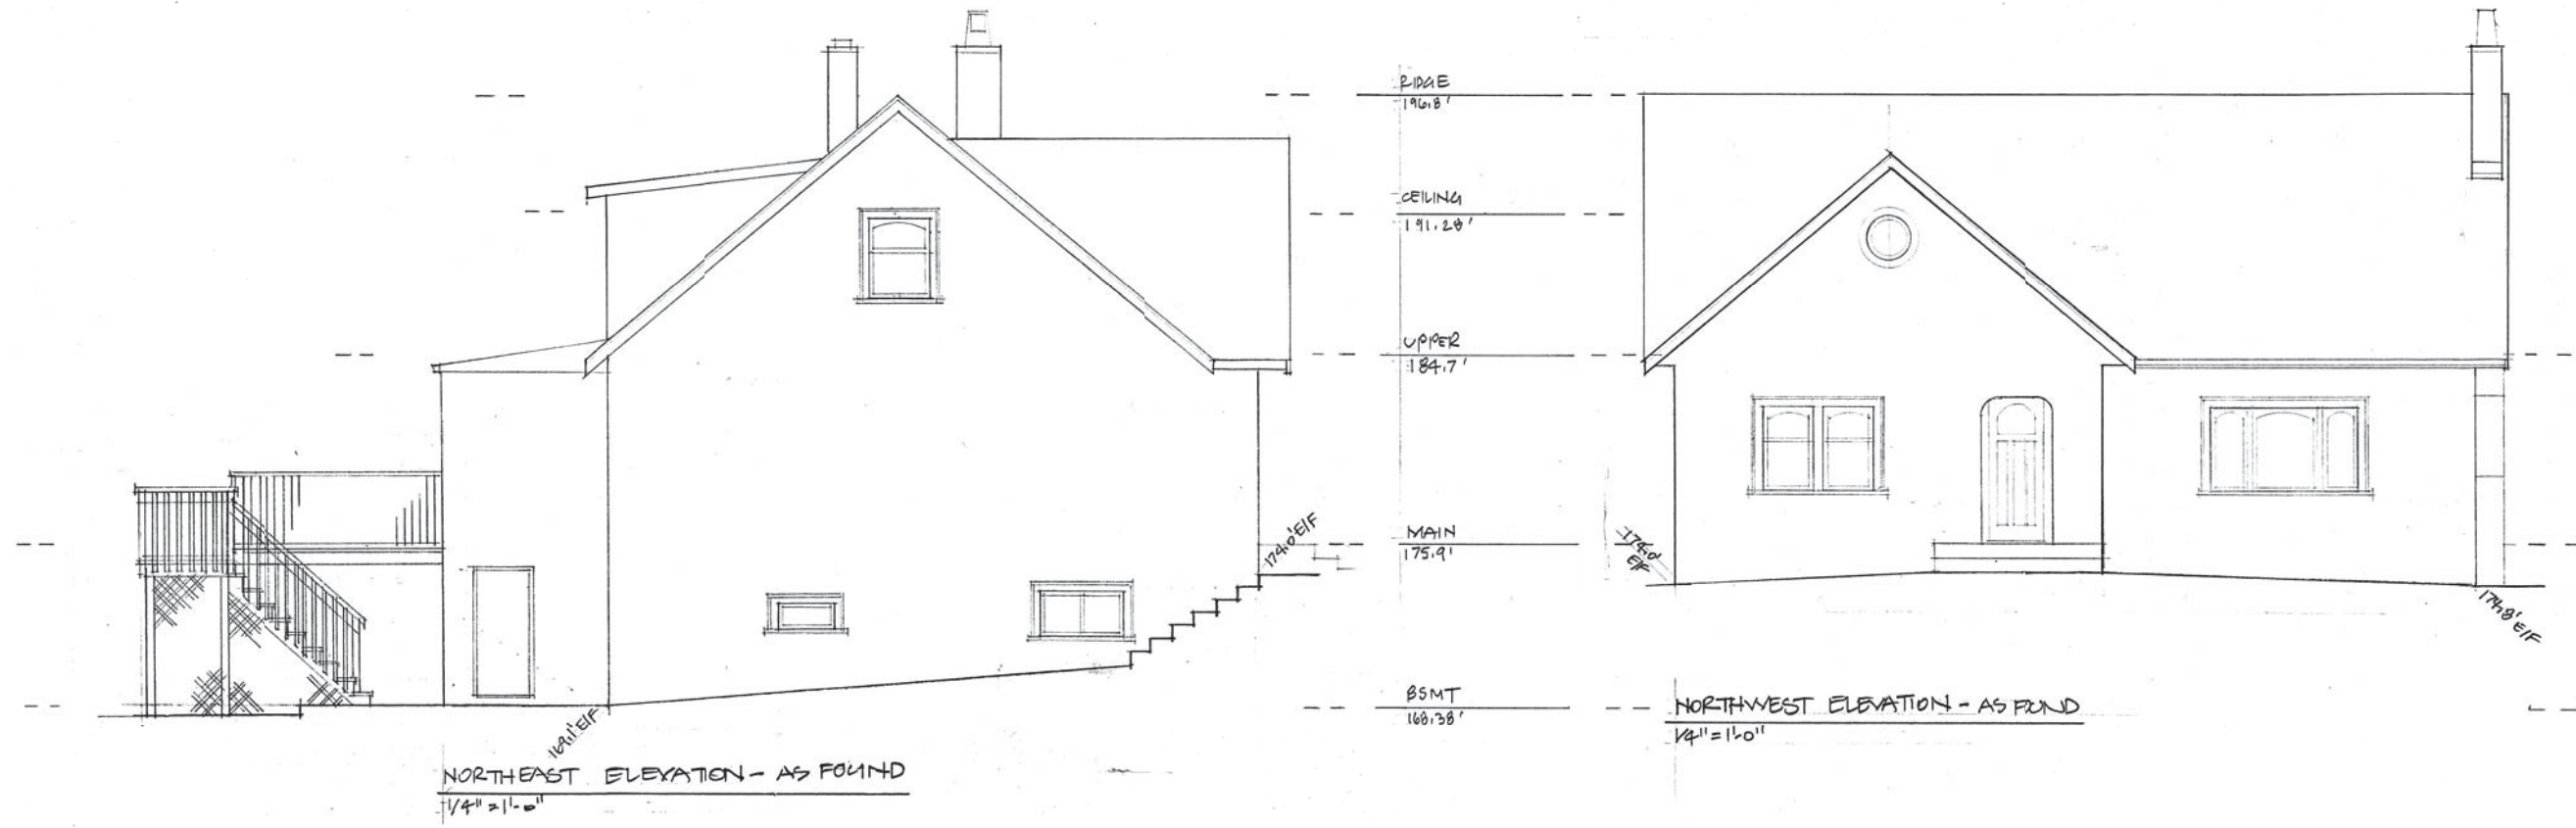 RIDGE
196.8'
CEILING
191.28'
UPPER
184.7'
MAIN
175.9'
BSMT
168.38'
174.0' E/F
169.1' E/F
NORTHEAST ELEVATION - AS FOUND
1/4" = 1'-0"
174.0'
E/F
E/F
NORTHWEST ELEVATION - AS FOUND
1/4" = 1'-0"